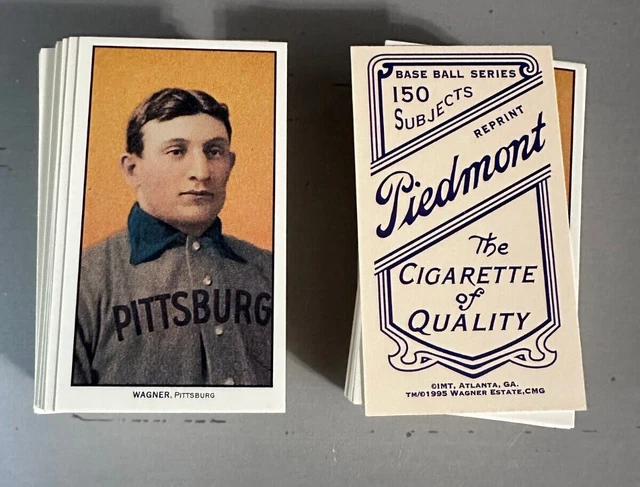 PITTSBURG
WAGNER, PITTSBURG
BASE BALL SERIES
150
SUBJECTS
REPRINT
Piedmont
The
CIGARETTE
of
QUALITY
©IMT, ATLANTA, GA.
TM/©1995 WAGNER ESTATE, CMG